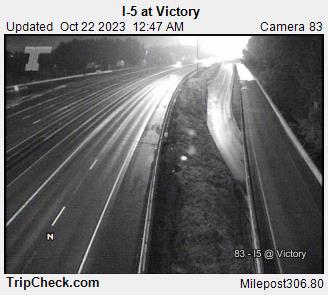 I-5 at Victory
Updated Oct 22 2023 12:47 AM Camera 83
T
N
83 - I5 @ Victory
TripCheck.com Milepost306.80